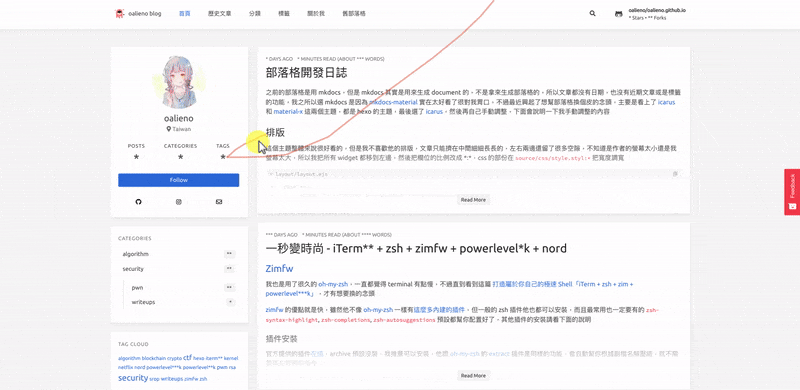 oalieno blog 首頁 歷史文章 分類 標籤 關於我 舊部落格
oalieno/oalieno.github.io
* Stars • ** Forks
oalieno
Taiwan
POSTS CATEGORIES TAGS
* * *
Follow
CATEGORIES
algorithm **
security **
pwn **
writeups *
TAG CLOUD
algorithm blockchain crypto ctf hexo-iterm** kernel
netflix nord powerlevel***k powerlevel*k pwn rsa
security srop writeups zimfw zsh
* DAYS AGO * MINUTES READ (ABOUT *** WORDS)
部落格開發日誌
之前的部落格是用 mkdocs，但是 mkdocs 其實是用來生成 document 的，不是拿來生成部落格的，所以文章都沒有日期，也沒有近期文章或是標籤
的功能，我之所以選 mkdocs 是因為 mkdocs-material 實在太好看了很對我胃口，不過最近興起了想幫部落格換個皮的念頭，主要是看上了 icarus
和 material-x 這兩個主題，都是 hexo 的主題，最後選了 icarus，然後再自己手動調整，下面會說明一下我手動調整的內容
排版
這個主題整體來說很好看的，但是我不喜歡他的排版，文章只能擠在中間細細長長的，左右兩邊還留了很多空隙，不知道是作者的螢幕太小還是我
螢幕太大，所以我把所有 widget 都移到左邊，然後把欄位的比例改成 *:*，css 的部份在 source/css/style.styl:* 把寬度調寬
layout/layout.ejs
Read More
*** DAYS AGO * MINUTES READ (ABOUT **** WORDS)
一秒變時尚 - iTerm** + zsh + zimfw + powerlevel*k + nord
Zimfw
我也是用了很久的 oh-my-zsh，一直都覺得 terminal 有點慢，不過直到看到這篇 打造屬於你自己的極速 Shell「iTerm + zsh + zim +
powerlevel***k」，才有想要換的念頭
zimfw 的優點就是快，雖然他不像 oh-my-zsh 一樣有這麼多內建的插件，但一般的 zsh 插件他也都可以安裝，而且最常用也一定要有的 zsh-
syntax-highlight, zsh-completions, zsh-autosuggestions 預設都幫你配置好了，其他插件的安裝請看下面的說明
插件安裝
Read More
Feedback